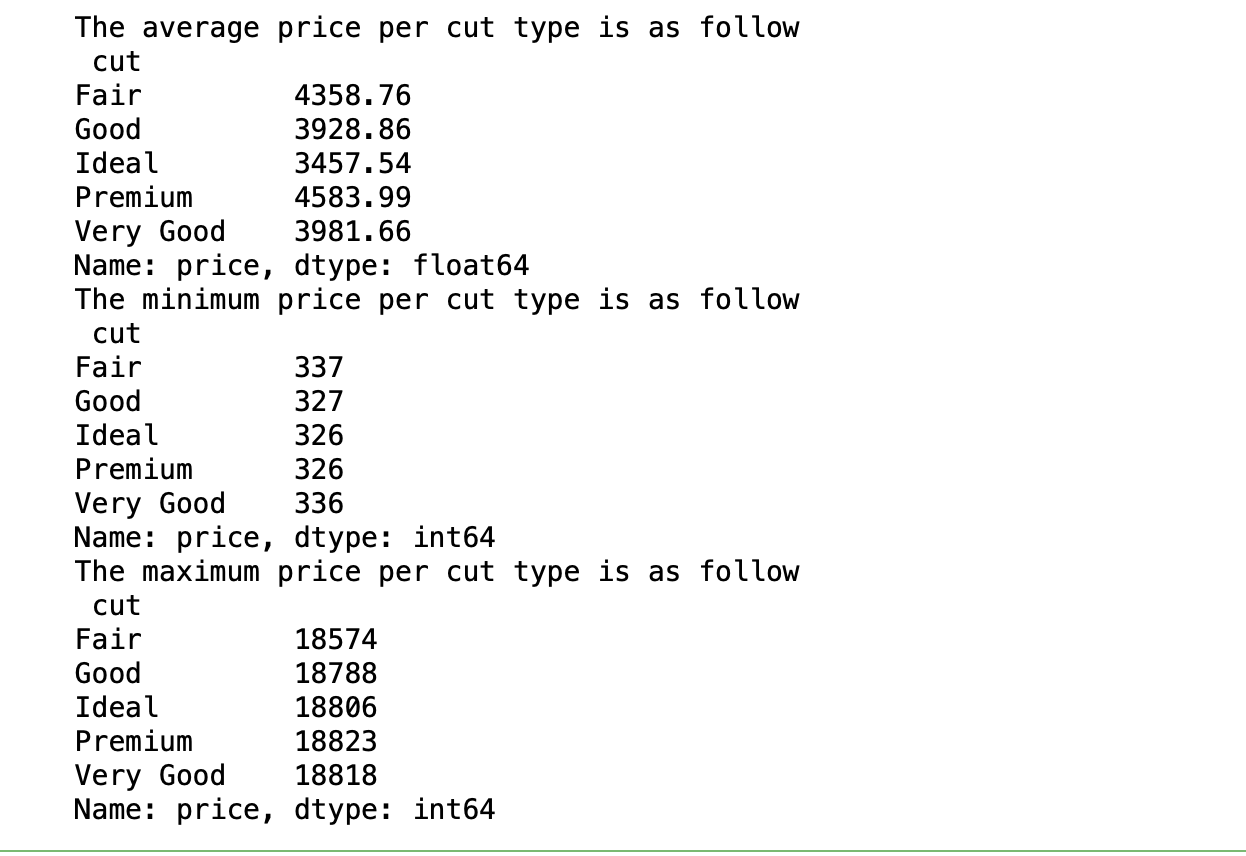 The average price per cut type is as follow
 cut
Fair         4358.76
Good         3928.86
Ideal        3457.54
Premium      4583.99
Very Good    3981.66
Name: price, dtype: float64
The minimum price per cut type is as follow
 cut
Fair         337
Good         327
Ideal        326
Premium      326
Very Good    336
Name: price, dtype: int64
The maximum price per cut type is as follow
 cut
Fair         18574
Good         18788
Ideal        18806
Premium      18823
Very Good    18818
Name: price, dtype: int64